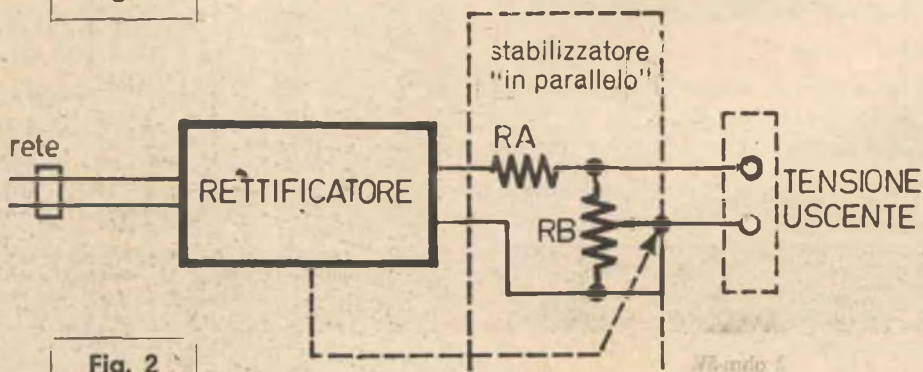 stabilizzatore
"in parallelo"
rete
RETTIFICATORE
RA
RB
TENSIONE
USCENTE
Fig. 2